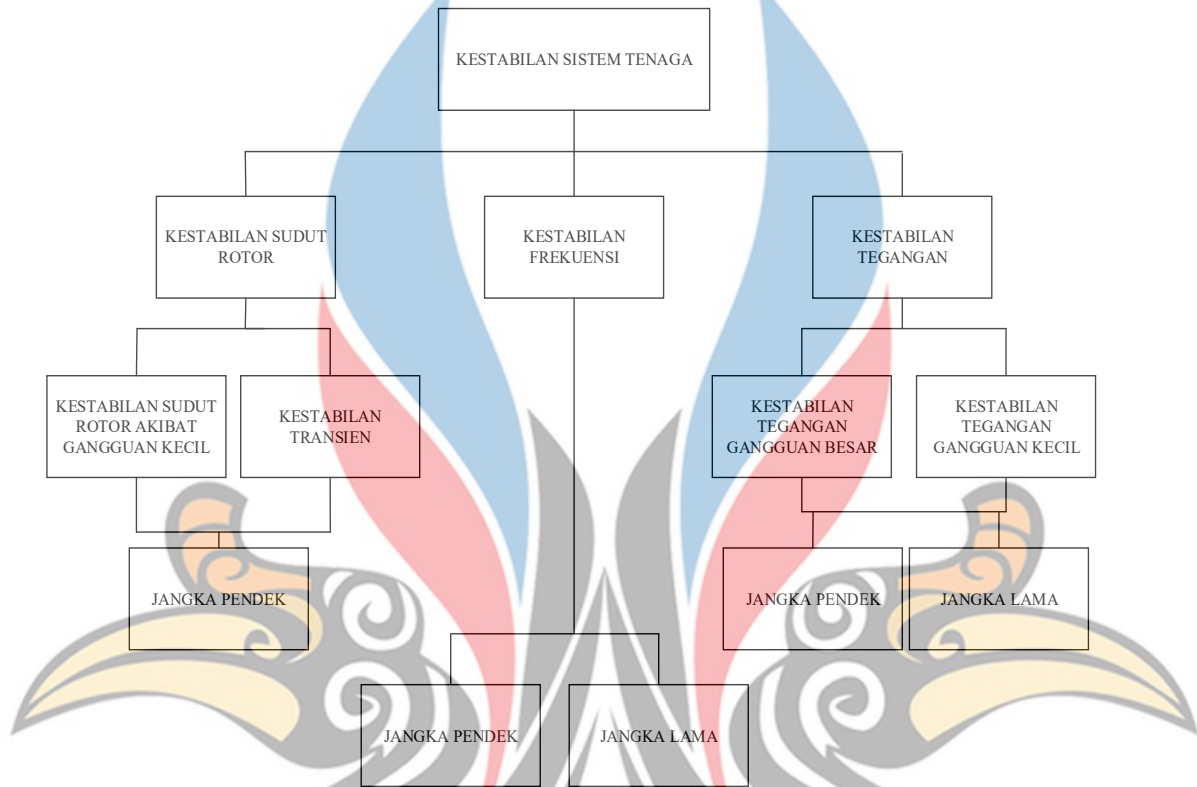 KESTABILAN SISTEM TENAGA
KESTABILAN SUDUT
ROTOR
KESTABILAN
FREKUENSI
KESTABILAN
TEGANGAN
KESTABILAN SUDUT
ROTOR AKIBAT
GANGGUAN KECIL
KESTABILAN
TRANSIEN
KESTABILAN
TEGANGAN
GANGGUAN BESAR
KESTABILAN
TEGANGAN
GANGGUAN KECIL
JANGKA PENDEK
JANGKA PENDEK
JANGKA LAMA
JANGKA PENDEK
JANGKA LAMA